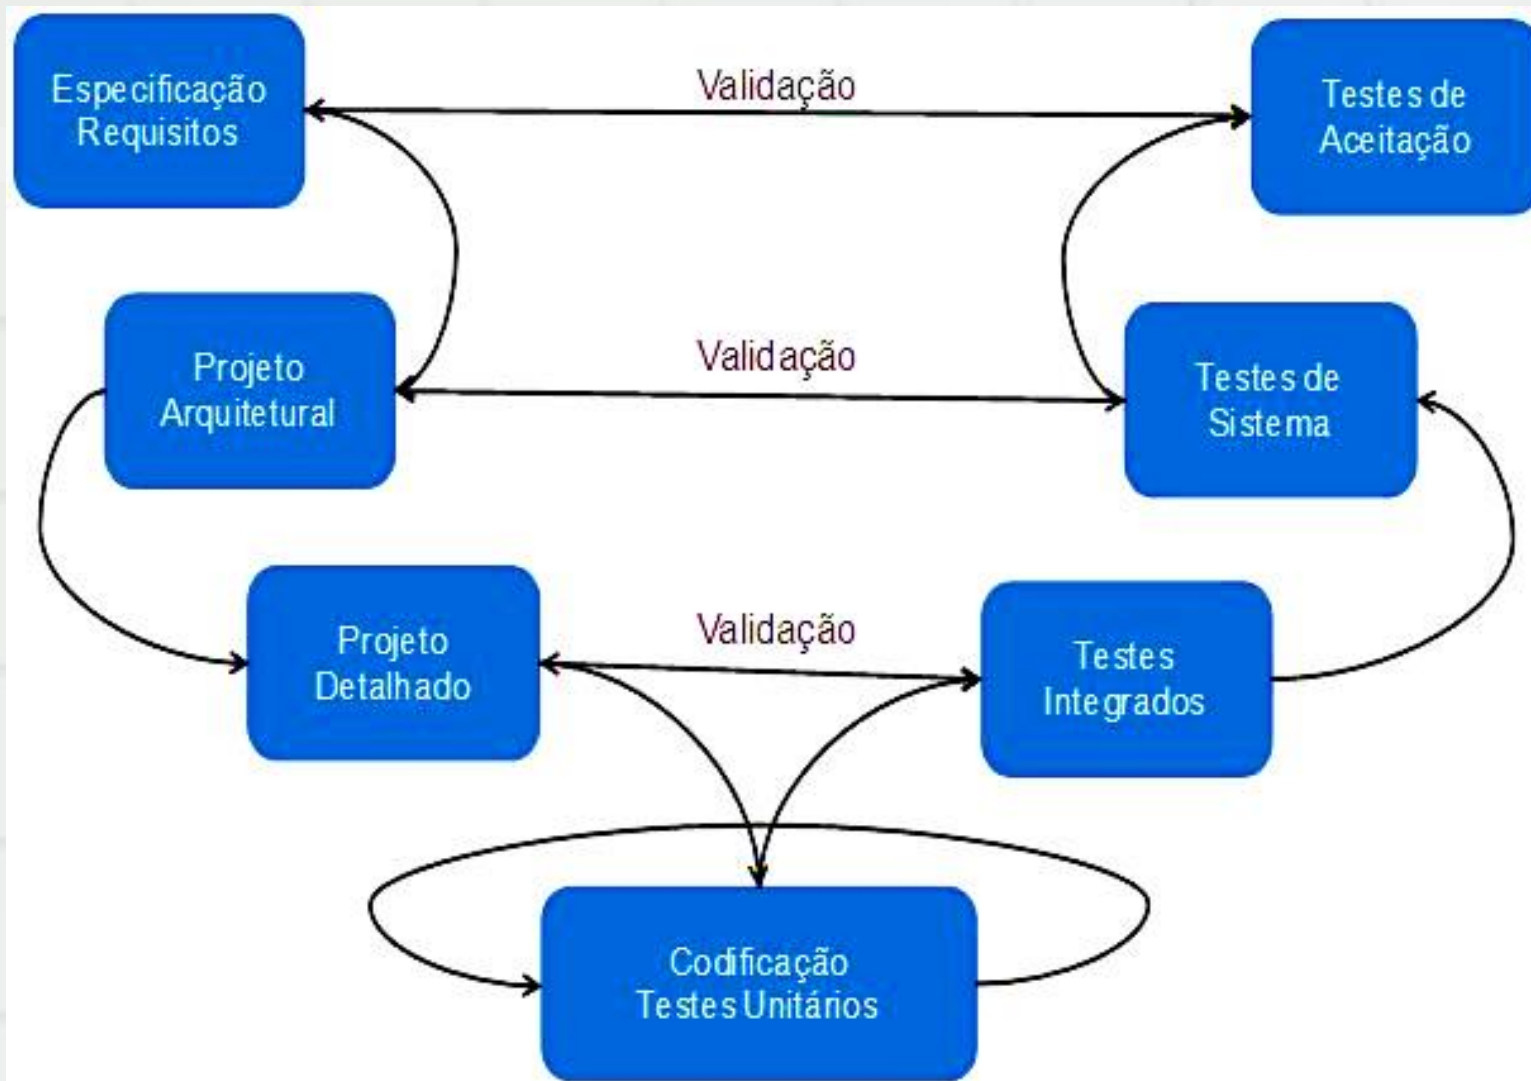 Especificação
Requisitos
Validação
Testes de
Aceitação
Projeto
Arquitetural
Validação
Testes de
Sistema
Projeto
Detalhado
Validação
Testes
Integrados
Codificação
Testes Unitários